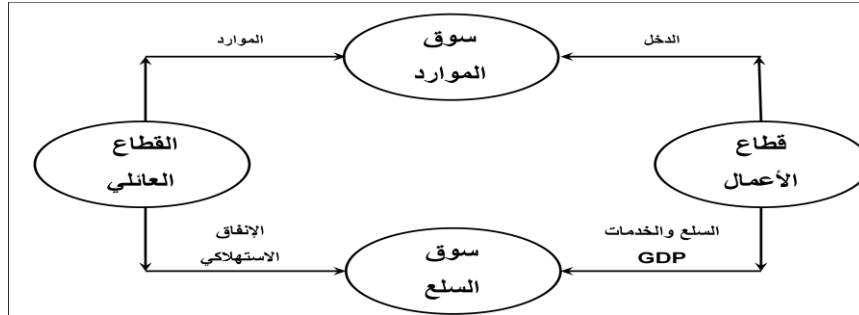 سوق
الموارد
الدخل
الموارد
قطاع
الأعمال
القطاع
العائلي
السلع والخدمات
GDP
سوق
السلع
الإنفاق
الاستهلاكي